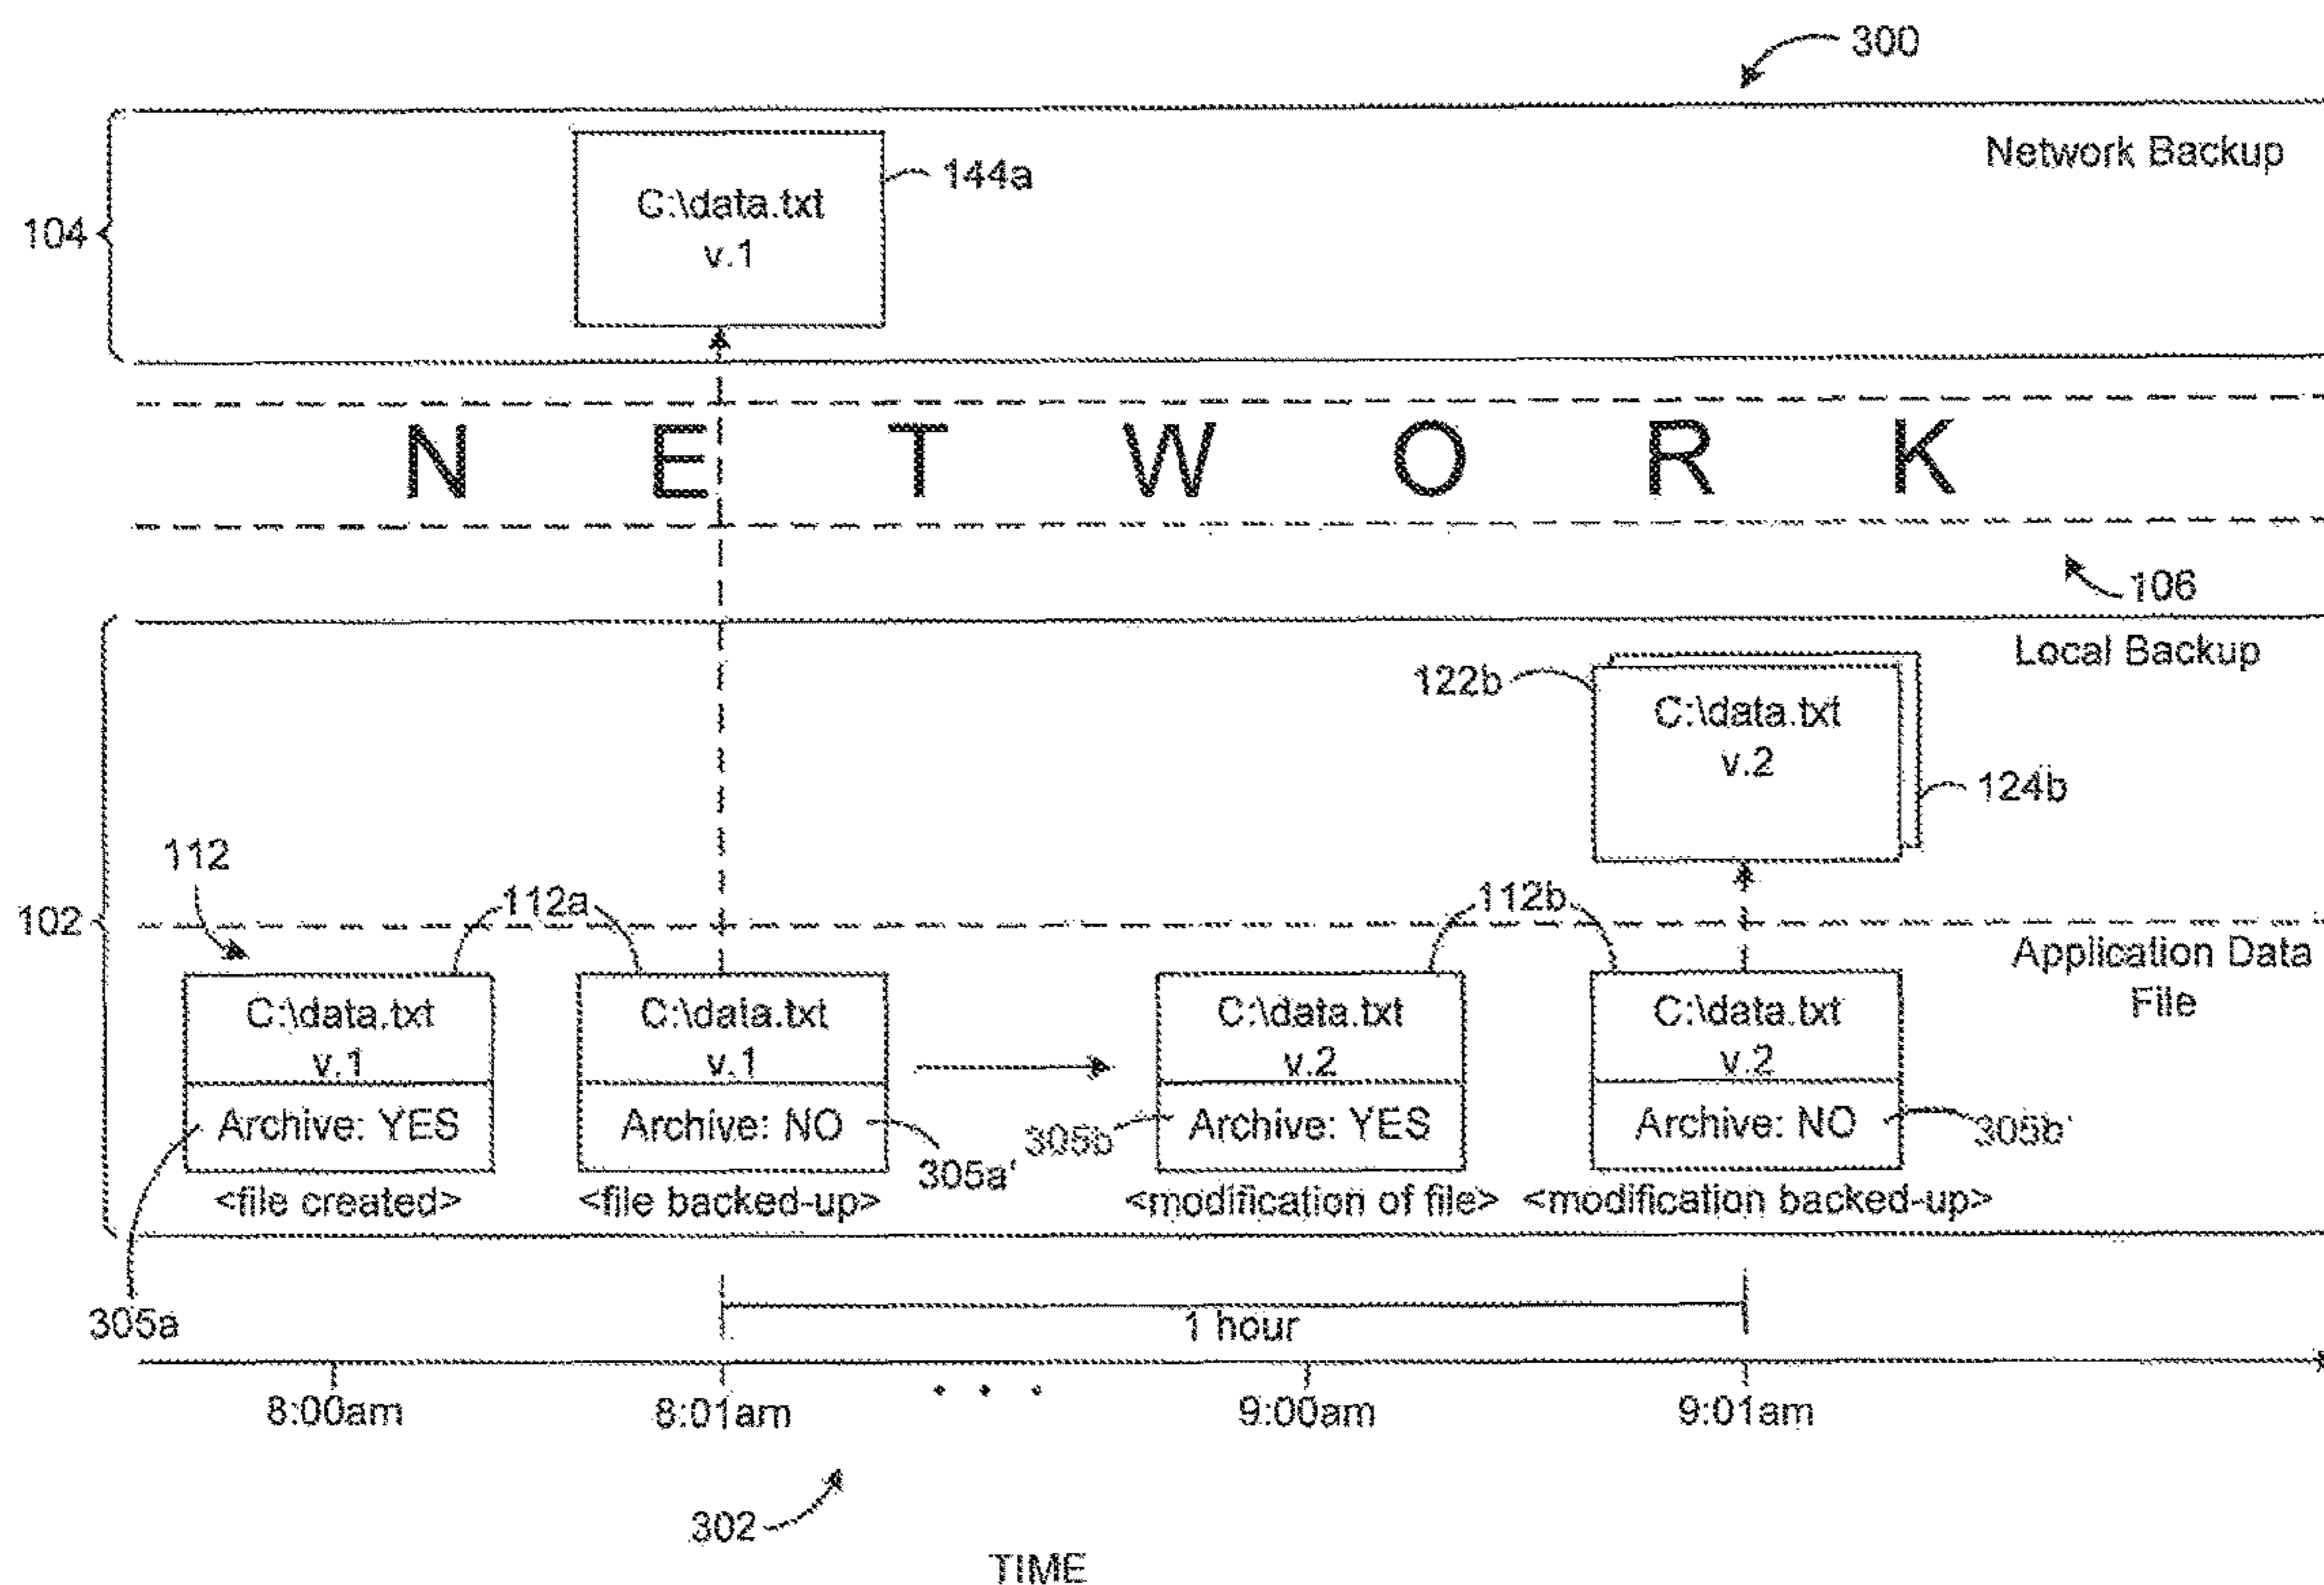 300
Network Backup
144a
C:\data.txt
v.1
104
N E T W O R K
106
Local Backup
122b
C:\data.txt
v.2
124b
112
112a
112b
102
Application Data
File
C:\data.txt
v.1
Archive: YES
<file created>
C:\data.txt
v.1
Archive: NO
<file backed-up>
C:\data.txt
v.2
Archive: YES
<modification of file>
C:\data.txt
v.2
Archive: NO
<modification backed-up>
305a'
305b
305b'
305a
1 hour
8:00am
8:01am
. . .
9:00am
9:01am
302
TIME